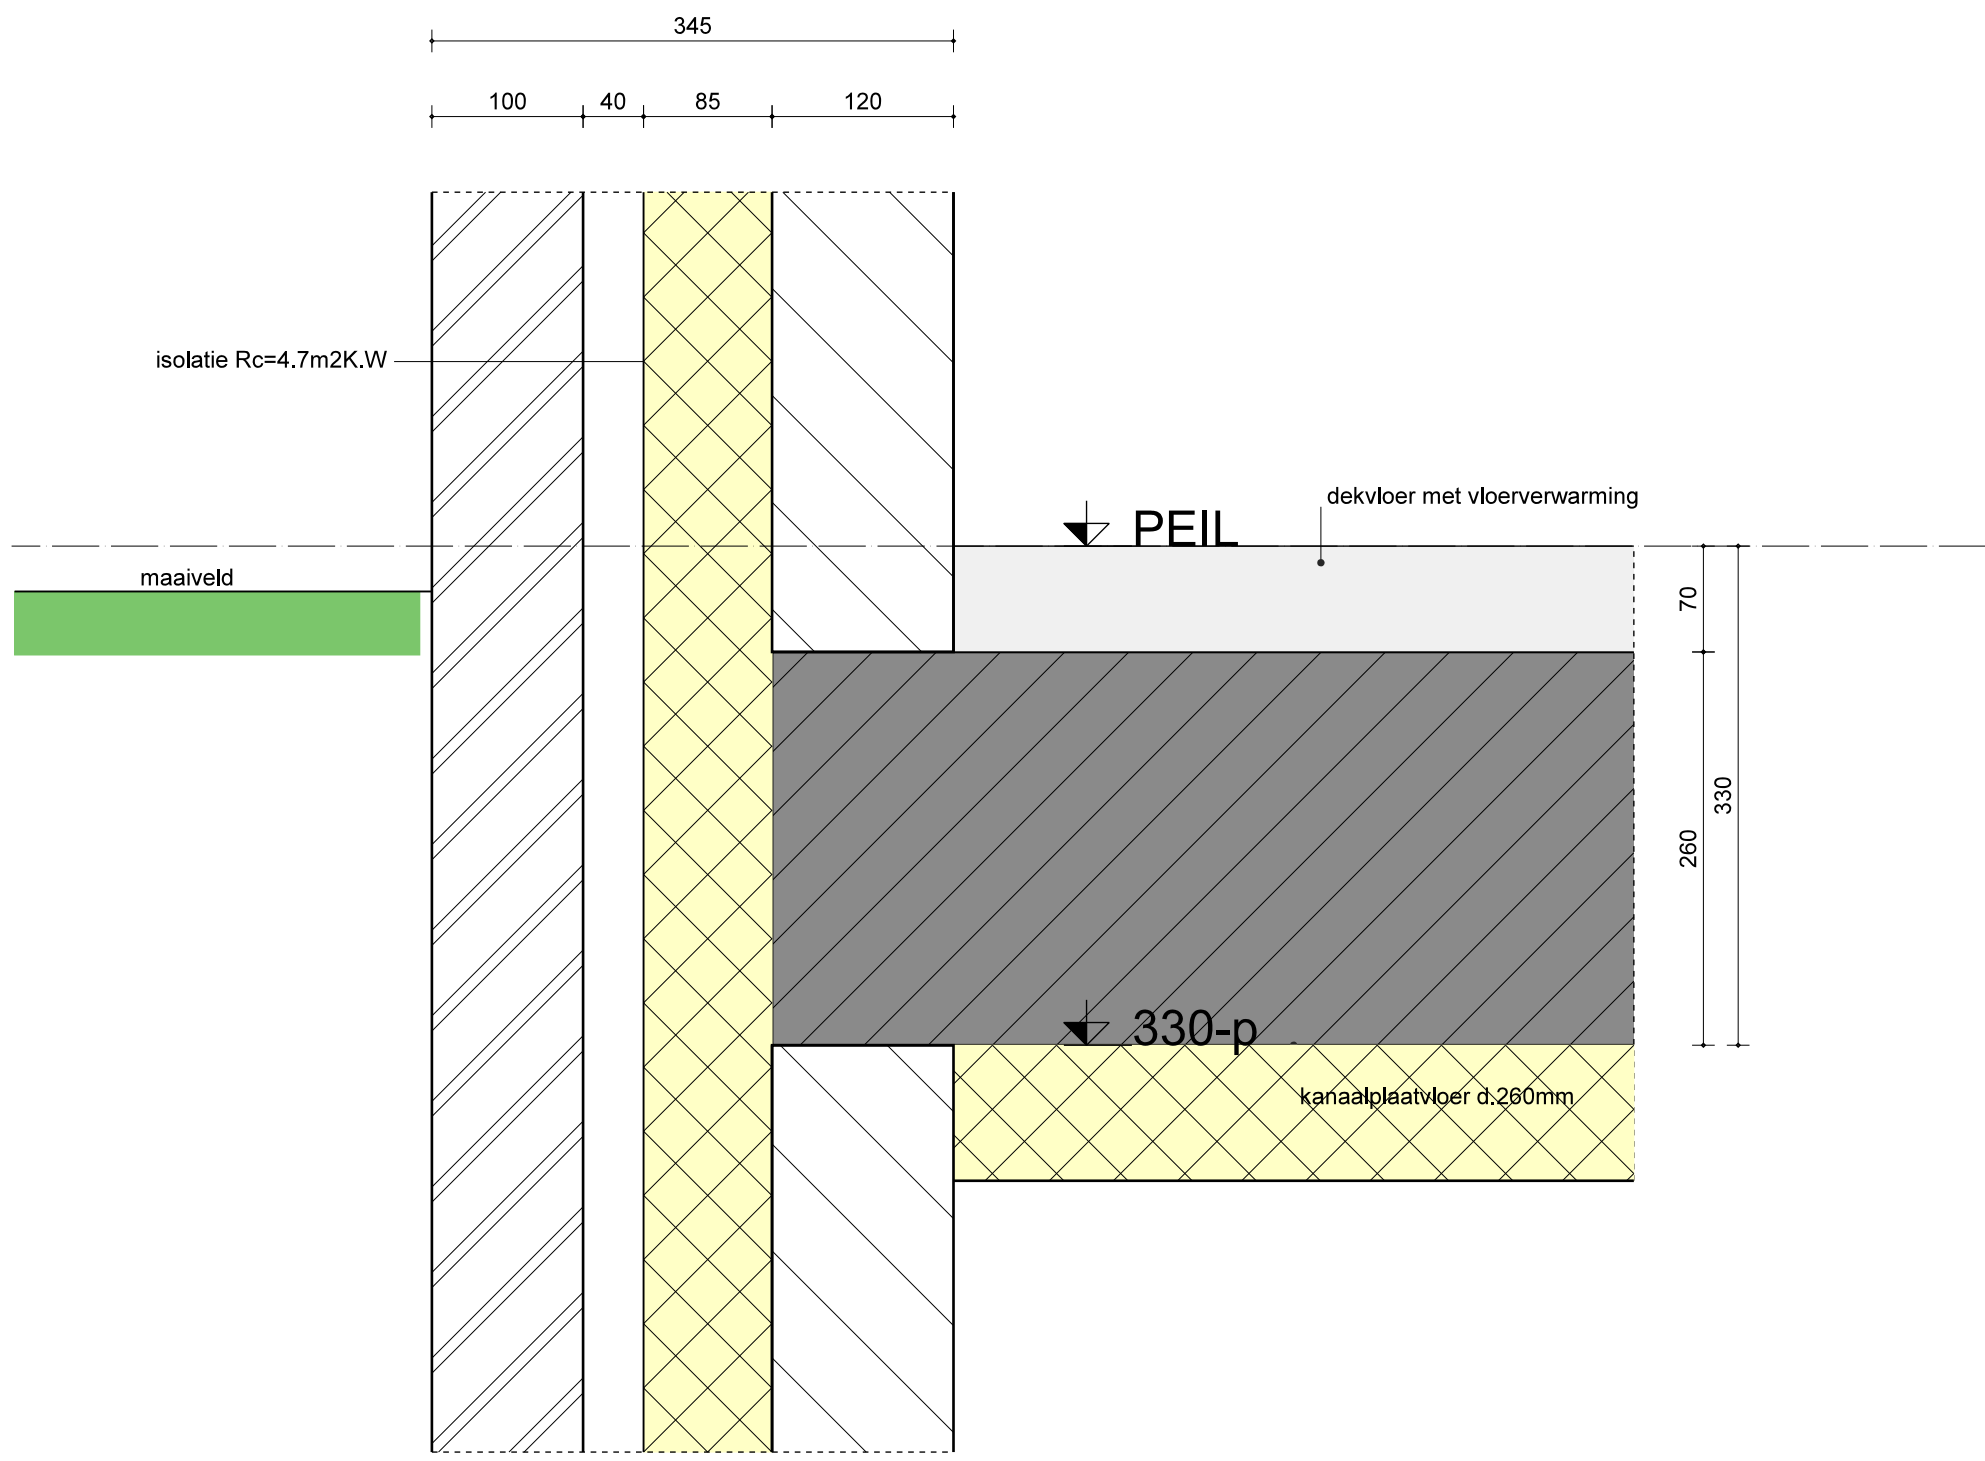 345
100 40 85 120
isolatie Rc=4.7m2K.W
dekvloer met vloerverwarming
PEIL
maaiveld
70
330
260
330-p
kanaalplaatvloer d.260mm